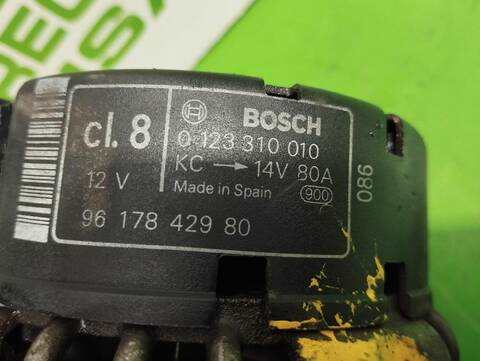 cl. 8
BOSCH
0-123 310 010
KC → 14V 80A
12 V
Made in Spain
900
96 178 429 80
086